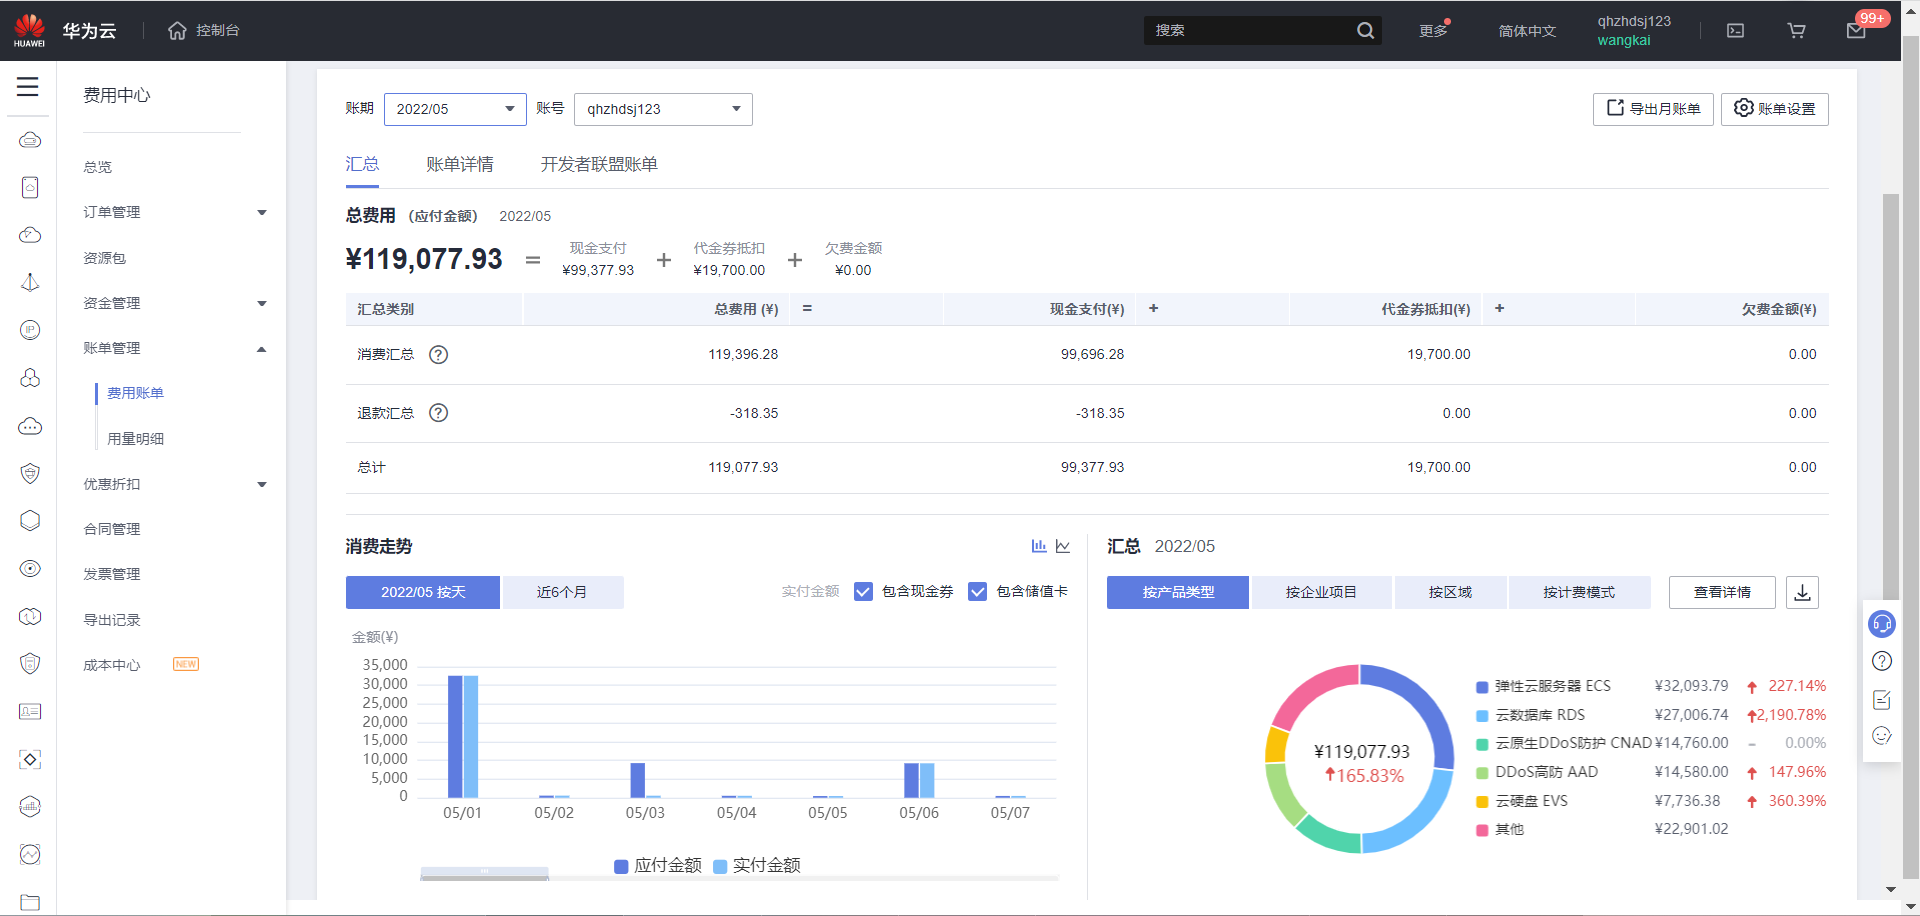 HUAWEI
华为云
控制台
搜索
更多
简体中文
qhzhdsj123
wangkai
99+
费用中心
总览
订单管理
资源包
资金管理
账单管理
费用账单
用量明细
优惠折扣
合同管理
发票管理
导出记录
成本中心 NEW
IP
账期 2022/05 账号 qhzhdsj123
导出月账单 账单设置
汇总 账单详情 开发者联盟账单
总费用 (应付金额) 2022/05
现金支付 代金券抵扣 欠费金额
¥119,077.93 = ¥99,377.93 + ¥19,700.00 + ¥0.00
汇总类别 总费用 (¥) = 现金支付(¥) + 代金券抵扣(¥) + 欠费金额(¥)
消费汇总 ? 119,396.28 99,696.28 19,700.00 0.00
退款汇总 ? -318.35 -318.35 0.00 0.00
总计 119,077.93 99,377.93 19,700.00 0.00
消费走势
2022/05 按天 近6个月 实付金额 包含现金券 包含储值卡
金额(¥)
35,000
30,000
25,000
20,000
15,000
10,000
5,000
0
05/01 05/02 05/03 05/04 05/05 05/06 05/07
应付金额 实付金额
汇总 2022/05
按产品类型 按企业项目 按区域 按计费模式 查看详情
¥119,077.93
165.83%
弹性云服务器 ECS ¥32,093.79 227.14%
云数据库 RDS ¥27,006.74 2,190.78%
云原生DDoS防护 CNAD ¥14,760.00 – 0.00%
DDoS高防 AAD ¥14,580.00 147.96%
云硬盘 EVS ¥7,736.38 360.39%
其他 ¥22,901.02